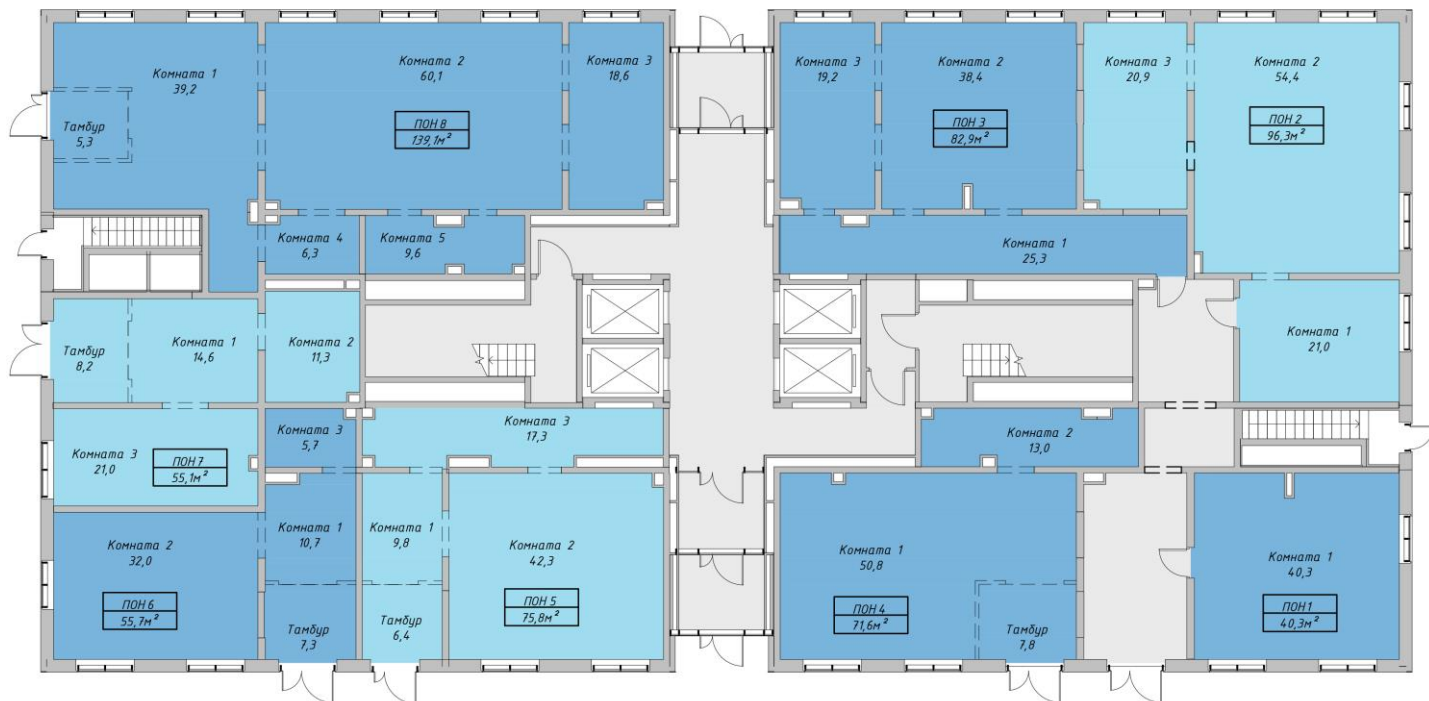 Комната 1
39,2
Тамбур
5,3
Комната 2
60,1
ПОН 8
139,1м²
Комната 3
18,6
Комната 4
6,3
Комната 5
9,6
Комната 3
19,2
Комната 2
38,4
ПОН 3
82,9м²
Комната 3
20,9
Комната 2
54,4
ПОН 2
96,3м²
Комната 1
25,3
Комната 1
21,0
Тамбур
8,2
Комната 1
14,6
Комната 2
11,3
Комната 3
21,0
ПОН 7
55,1м²
Комната 3
5,7
Комната 3
17,3
Комната 2
32,0
ПОН 6
55,7м²
Комната 1
10,7
Тамбур
7,3
Комната 1
9,8
Тамбур
6,4
Комната 2
42,3
ПОН 5
75,8м²
Комната 2
13,0
Комната 1
50,8
ПОН 4
71,6м²
Тамбур
7,8
Комната 1
40,3
ПОН 1
40,3м²